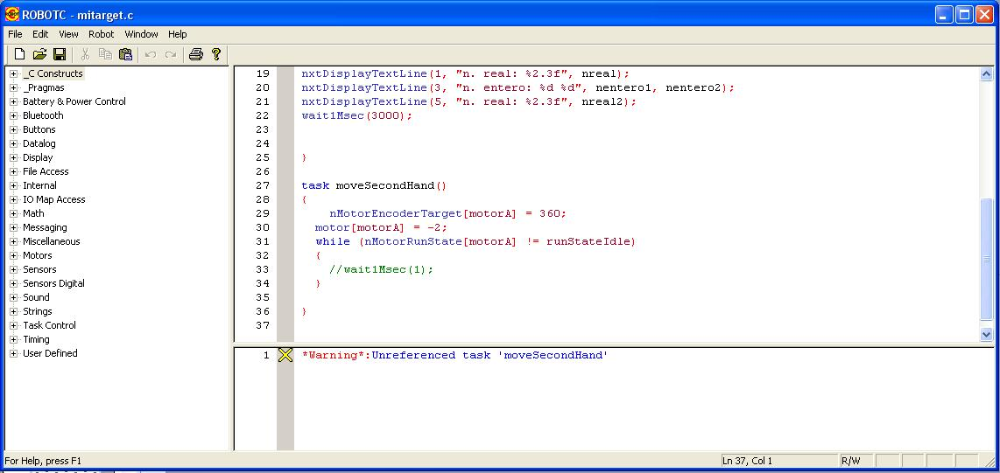 ROBOTC - mitarget.c
File Edit View Robot Window Help
_C Constructs
_Pragmas
Battery & Power Control
Bluetooth
Buttons
Datalog
Display
File Access
Internal
IO Map Access
Math
Messaging
Miscellaneous
Motors
Sensors
Sensors Digital
Sound
Strings
Task Control
Timing
User Defined
19 nxtDisplayTextLine(1, "n. real: %2.3f", nreal);
20 nxtDisplayTextLine(3, "n. entero: %d %d", nentero1, nentero2);
21 nxtDisplayTextLine(5, "n. real: %2.3f", nreal2);
22 wait1Msec(3000);
23
24
25 }
26
27 task moveSecondHand()
28 {
29 nMotorEncoderTarget[motorA] = 360;
30 motor[motorA] = -2;
31 while (nMotorRunState[motorA] != runStateIdle)
32 {
33 //wait1Msec(1);
34 }
35
36 }
37
1 *Warning*:Unreferenced task 'moveSecondHand'
For Help, press F1
Ln 37, Col 1
R/W